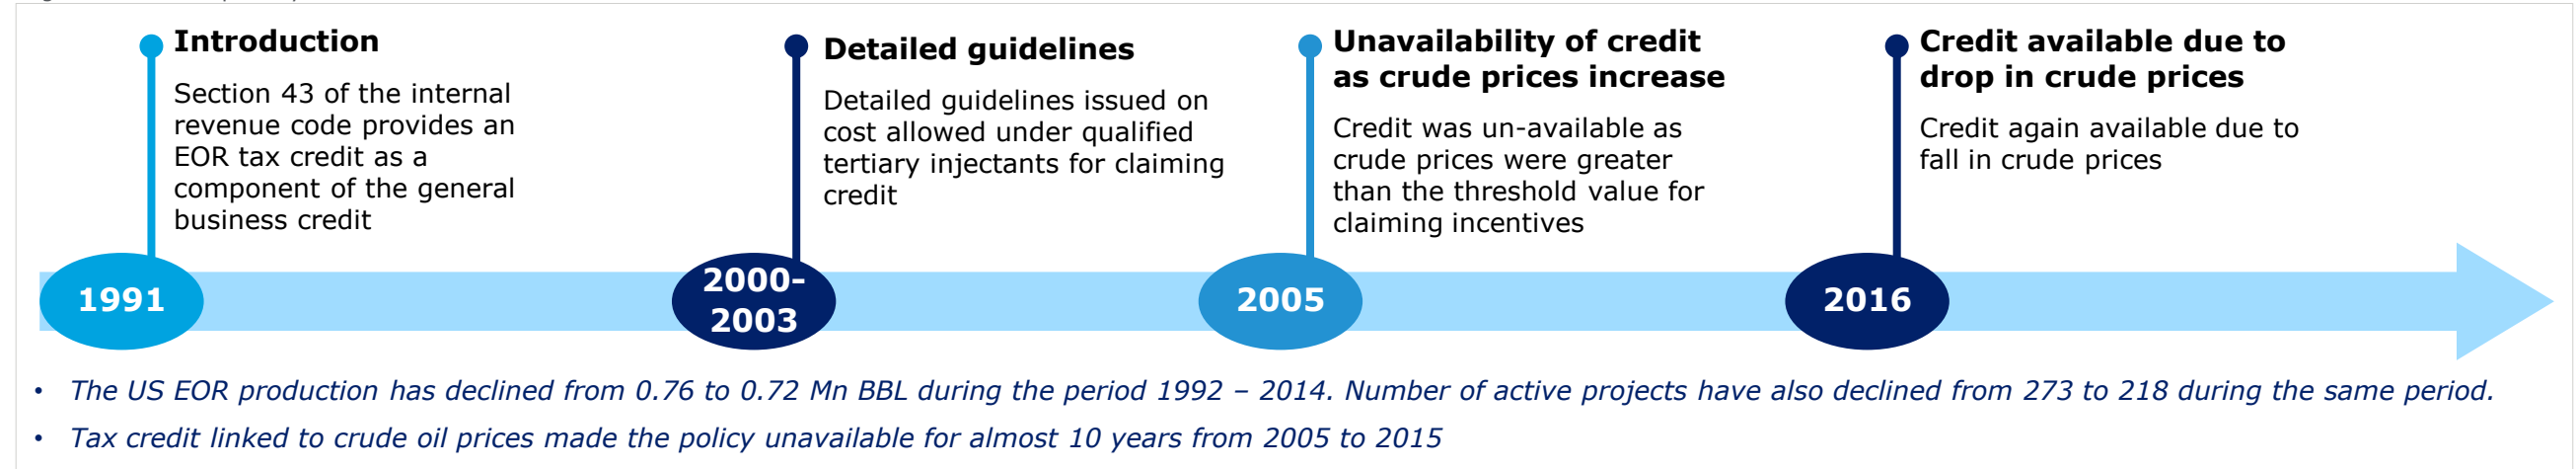 Introduction
Section 43 of the internal
revenue code provides an
EOR tax credit as a
component of the general
business credit
Detailed guidelines
Detailed guidelines issued on
cost allowed under qualified
tertiary injectants for claiming
credit
Unavailability of credit
as crude prices increase
Credit was un-available as
crude prices were greater
than the threshold value for
claiming incentives
Credit available due to
drop in crude prices
Credit again available due to
fall in crude prices
1991
2000-
2003
2005
2016
• The US EOR production has declined from 0.76 to 0.72 Mn BBL during the period 1992 – 2014. Number of active projects have also declined from 273 to 218 during the same period.
• Tax credit linked to crude oil prices made the policy unavailable for almost 10 years from 2005 to 2015